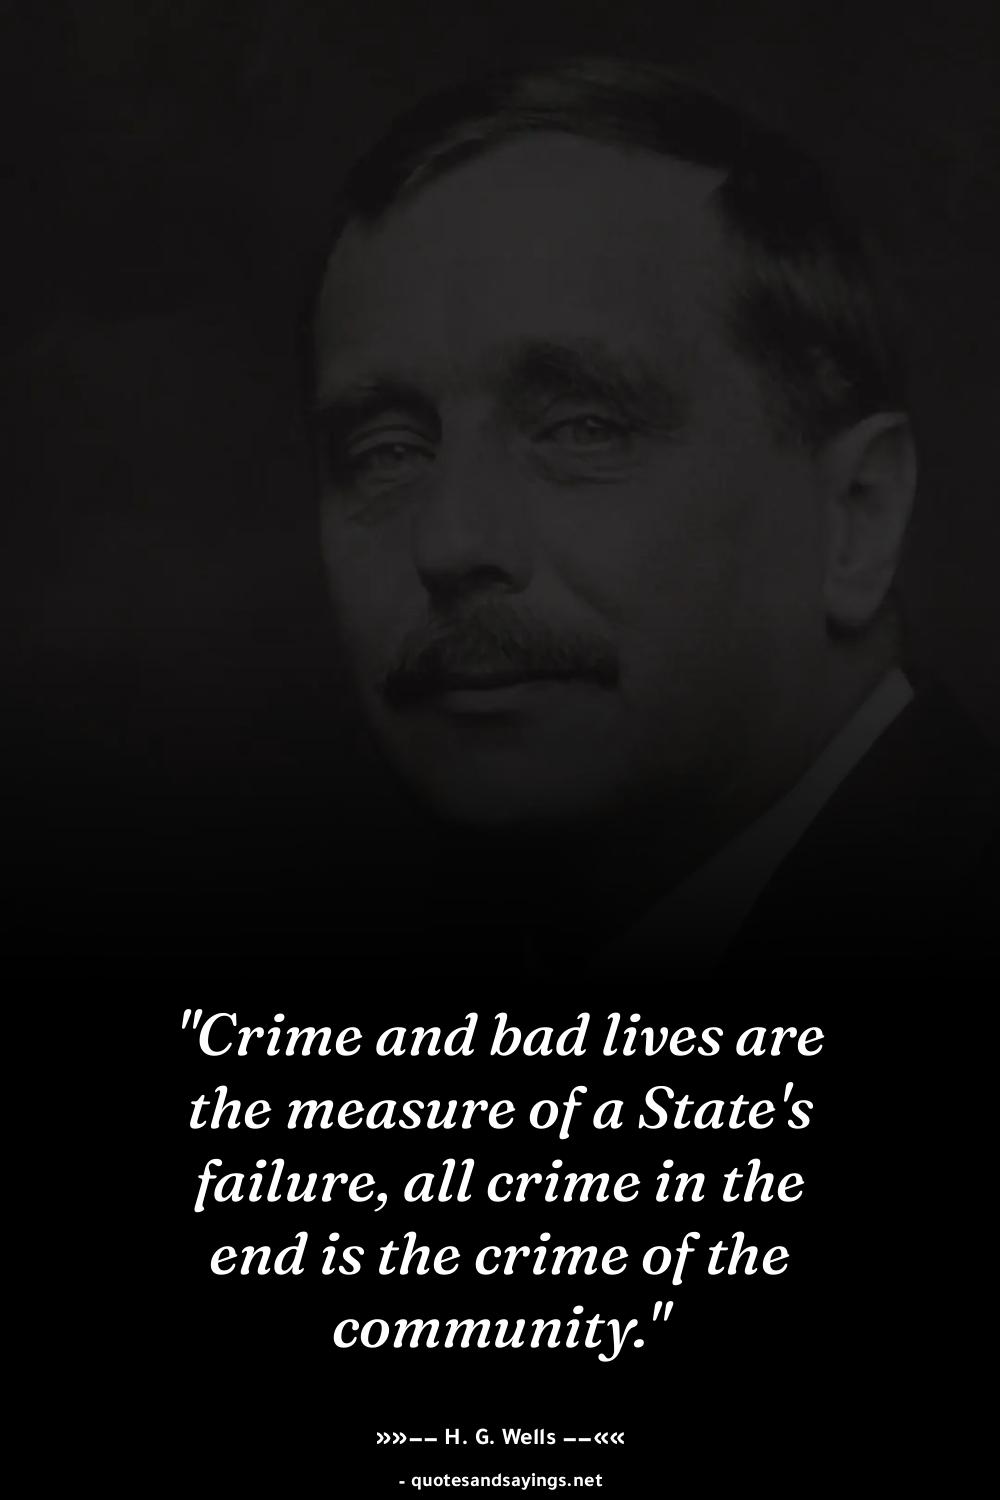 "Crime and bad lives are
the measure of a State's
failure, all crime in the
end is the crime of the
community."
»»–– H. G. Wells ––««
- quotesandsayings.net